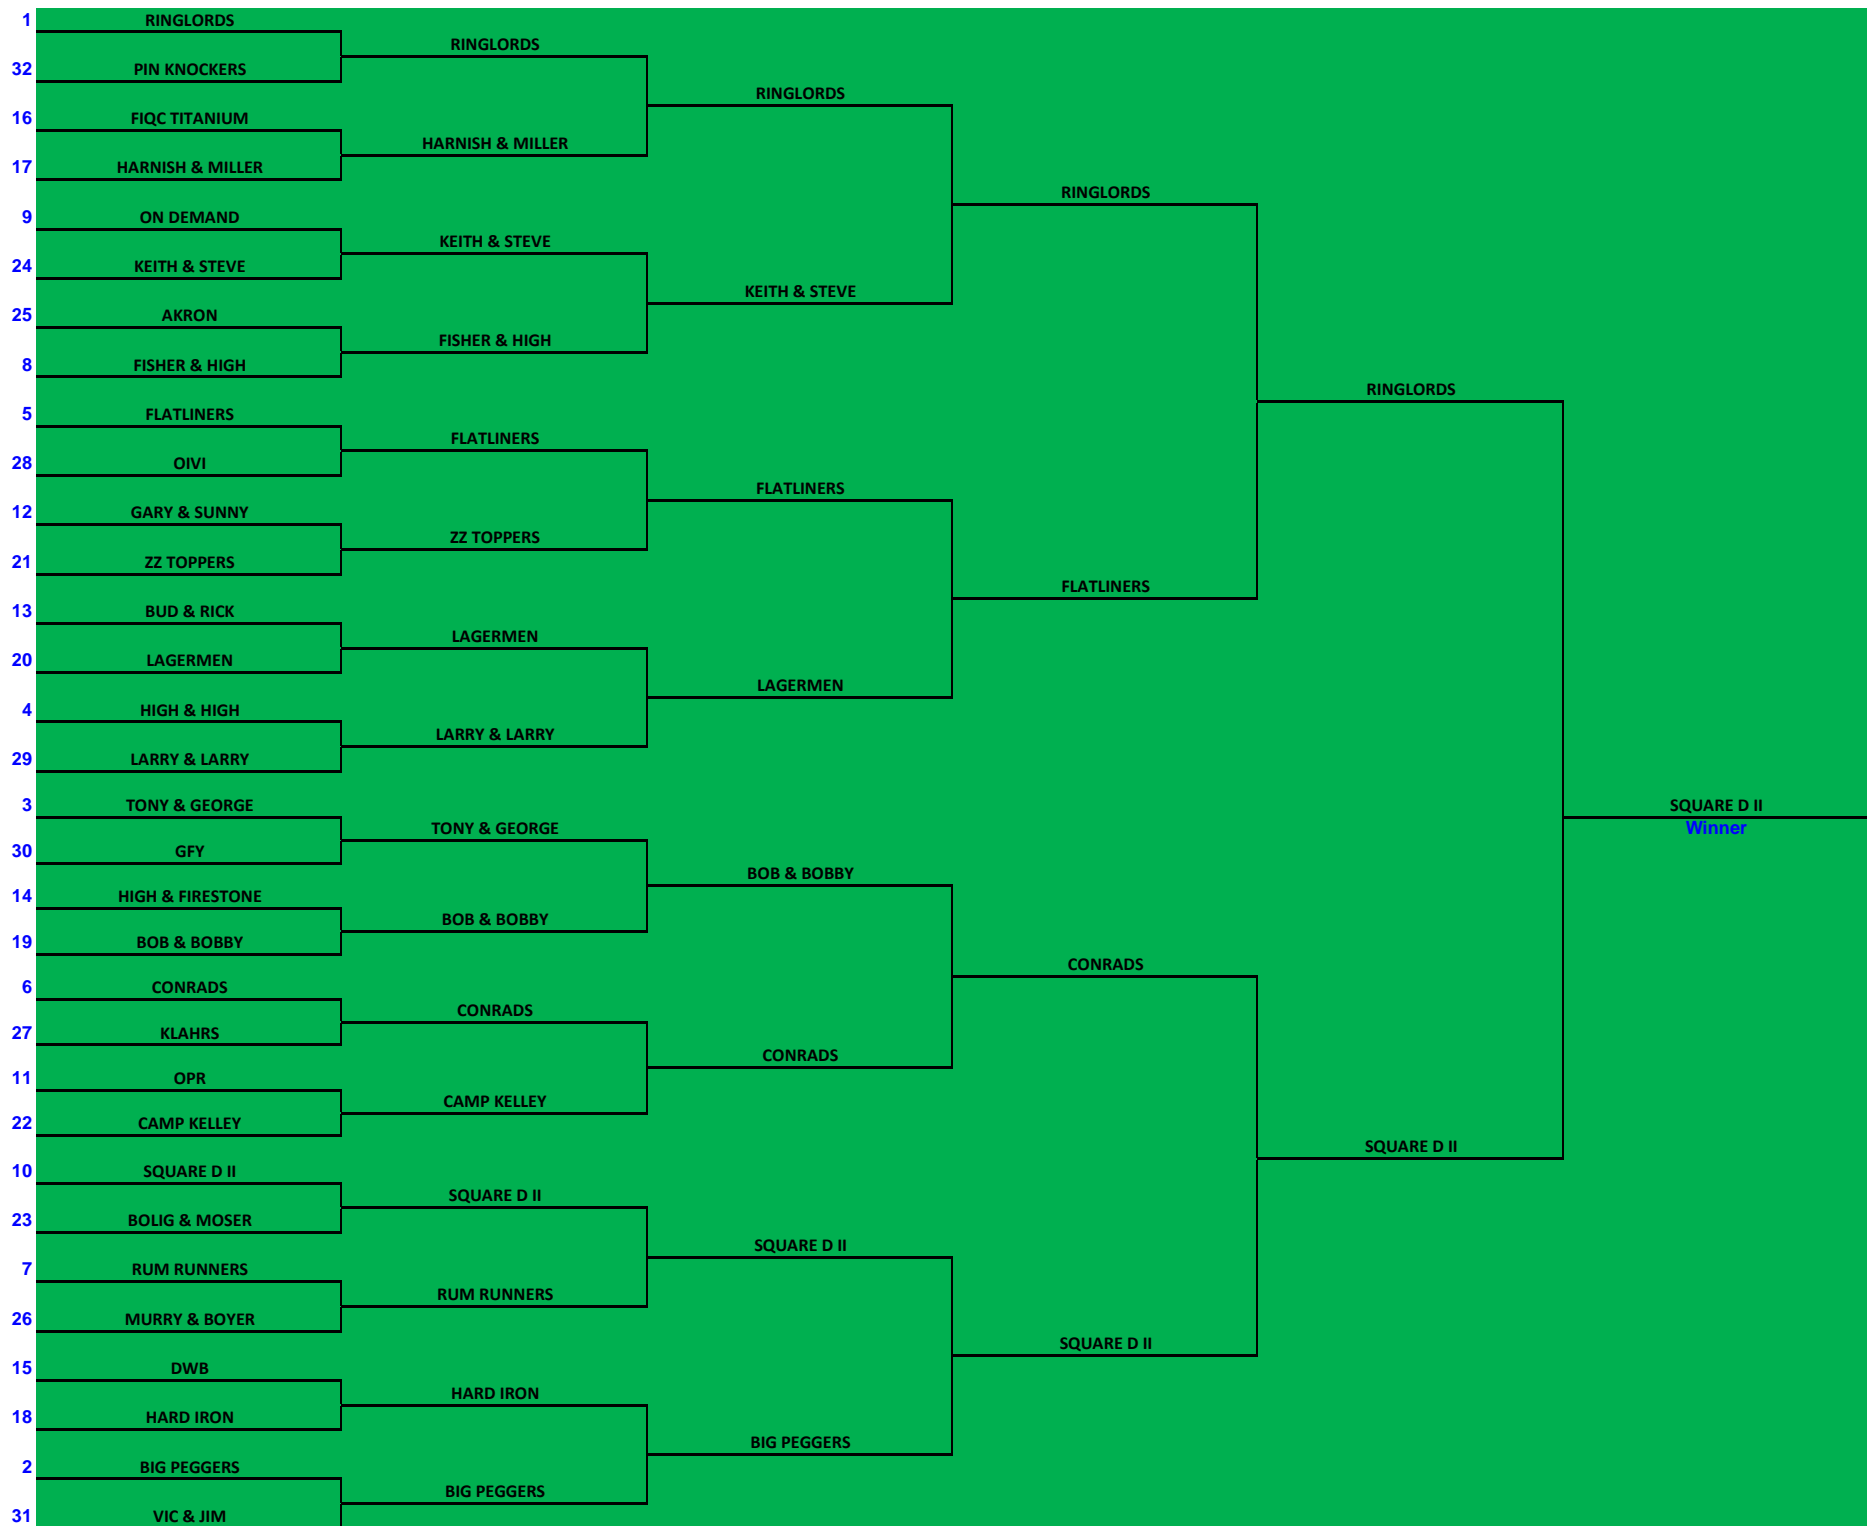 1 RINGLORDS
RINGLORDS
32 PIN KNOCKERS
RINGLORDS
16 FIQC TITANIUM
HARNISH & MILLER
17 HARNISH & MILLER
RINGLORDS
9 ON DEMAND
KEITH & STEVE
24 KEITH & STEVE
KEITH & STEVE
25 AKRON
FISHER & HIGH
8 FISHER & HIGH
RINGLORDS
5 FLATLINERS
FLATLINERS
28 OIVI
FLATLINERS
12 GARY & SUNNY
ZZ TOPPERS
21 ZZ TOPPERS
FLATLINERS
13 BUD & RICK
LAGERMEN
20 LAGERMEN
LAGERMEN
4 HIGH & HIGH
LARRY & LARRY
29 LARRY & LARRY
3 TONY & GEORGE
SQUARE D II
Winner
TONY & GEORGE
30 GFY
BOB & BOBBY
14 HIGH & FIRESTONE
BOB & BOBBY
19 BOB & BOBBY
CONRADS
6 CONRADS
CONRADS
27 KLAHRS
CONRADS
11 OPR
CAMP KELLEY
22 CAMP KELLEY
SQUARE D II
10 SQUARE D II
SQUARE D II
23 BOLIG & MOSER
SQUARE D II
7 RUM RUNNERS
RUM RUNNERS
26 MURRY & BOYER
SQUARE D II
15 DWB
HARD IRON
18 HARD IRON
BIG PEGGERS
2 BIG PEGGERS
BIG PEGGERS
31 VIC & JIM